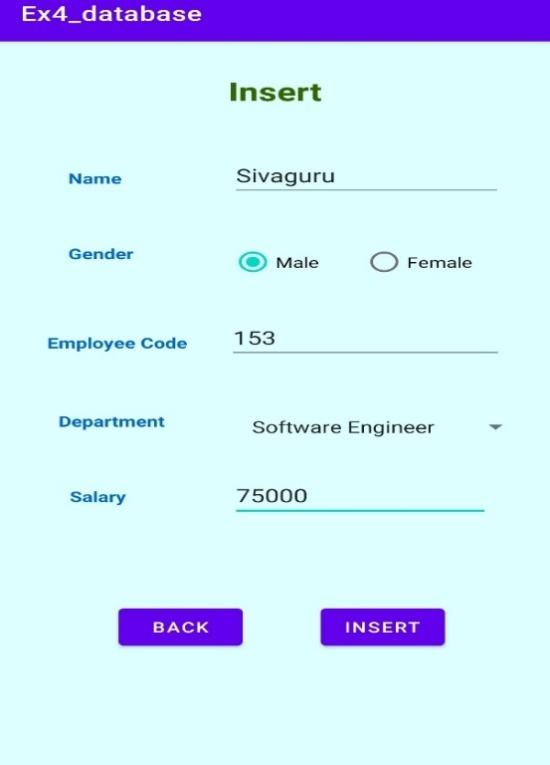 Ex4_database
Insert
Name Sivaguru
Gender Male Female
Employee Code 153
Department Software Engineer
Salary 75000
BACK INSERT